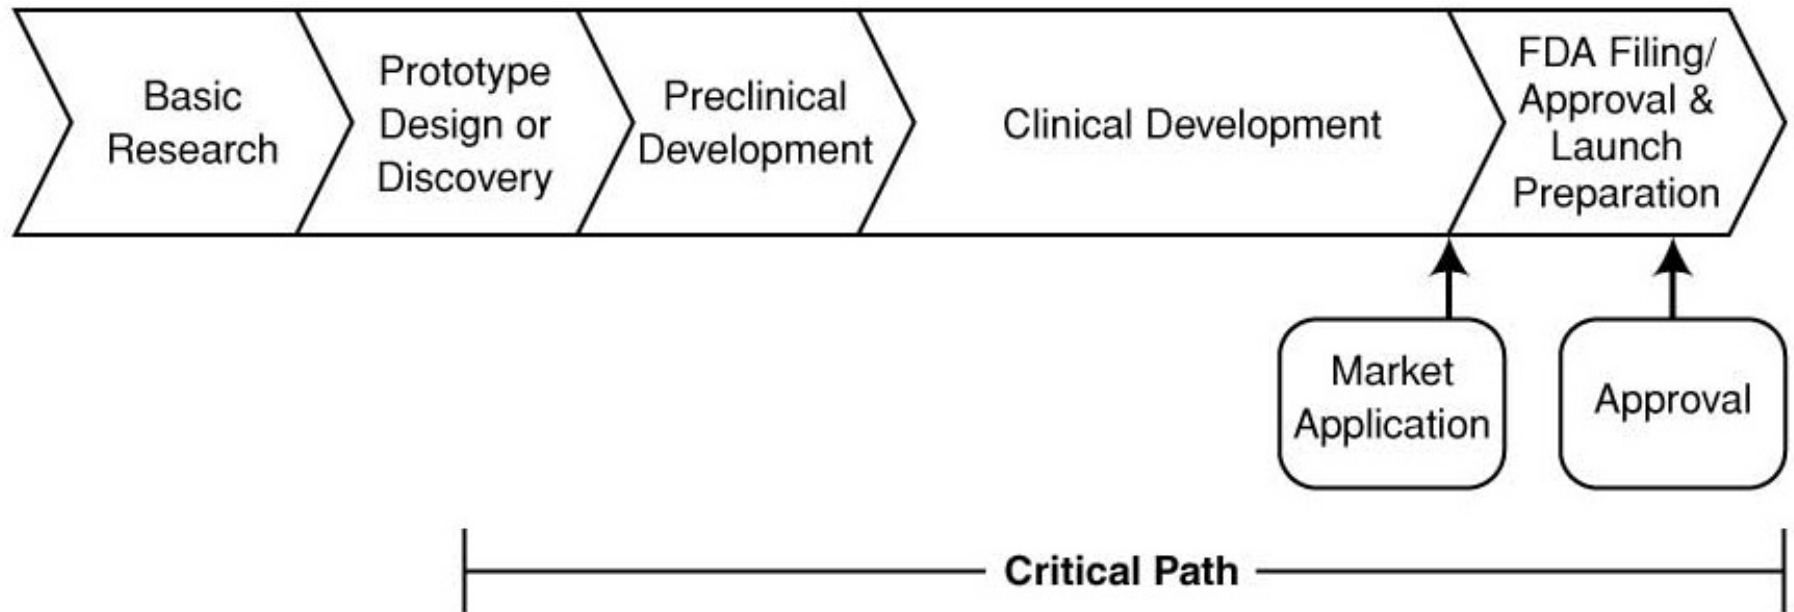 Basic
Research
Prototype
Design or
Discovery
Preclinical
Development
Clinical Development
FDA Filing/
Approval &
Launch
Preparation
Market
Application
Approval
Critical Path